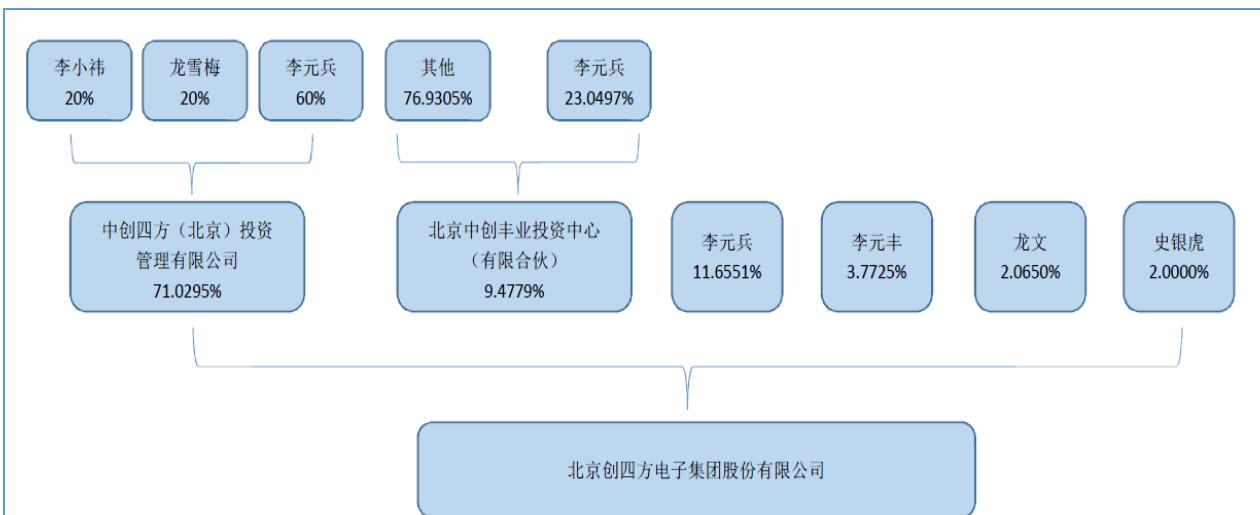 李小祎
20%
龙雪梅
20%
李元兵
60%
其他
76.9305%
李元兵
23.0497%
中创四方（北京）投资
管理有限公司
71.0295%
北京中创丰业投资中心
（有限合伙）
9.4779%
李元兵
11.6551%
李元丰
3.7725%
龙文
2.0650%
史银虎
2.0000%
北京创四方电子集团股份有限公司